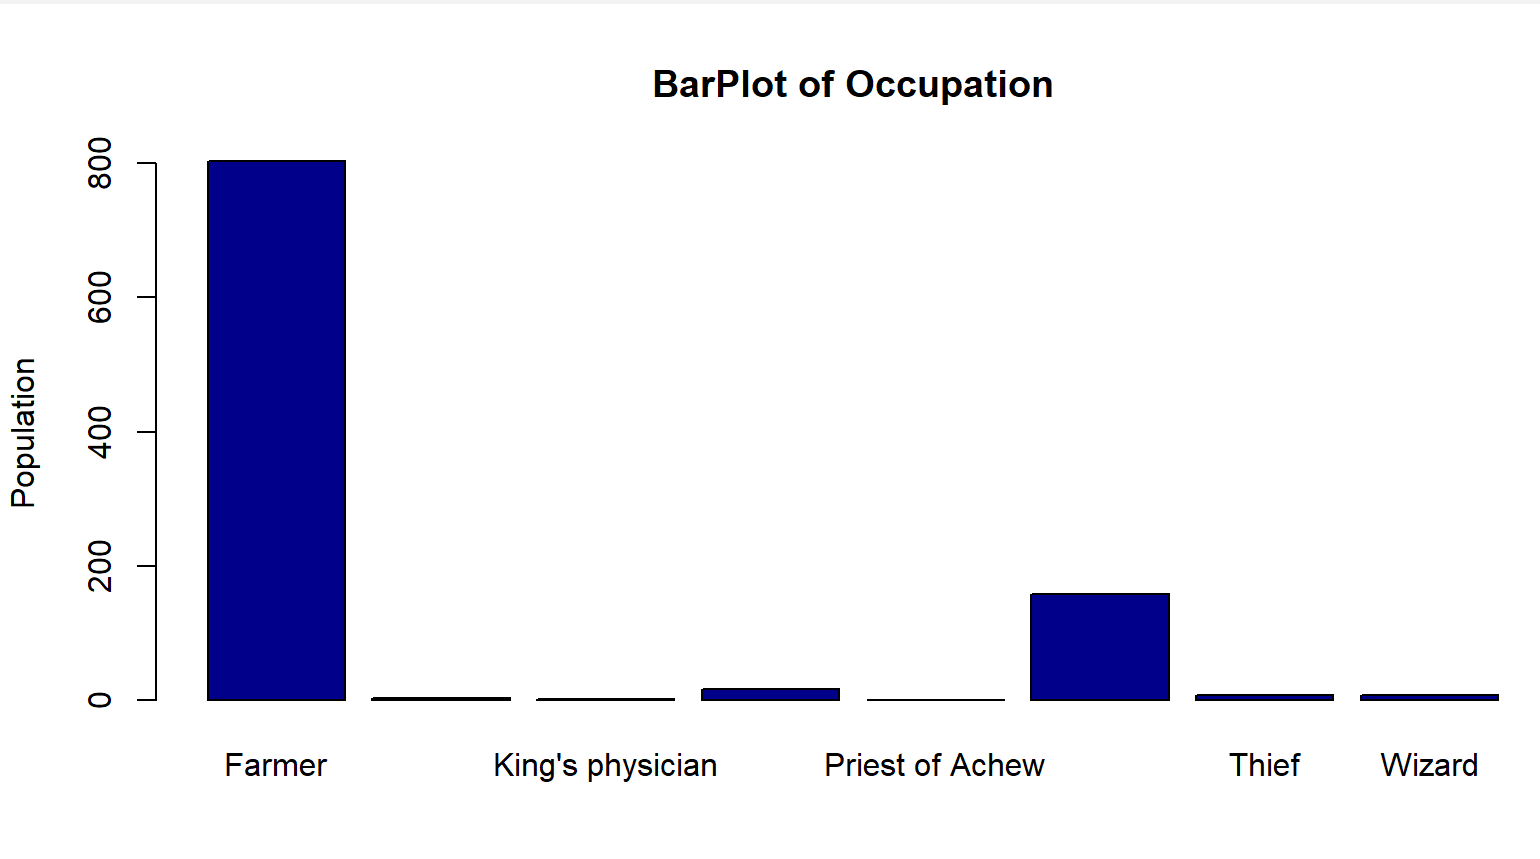 BarPlot of Occupation
Population
800
600
400
200
0
Farmer
King's physician
Priest of Achew
Thief
Wizard